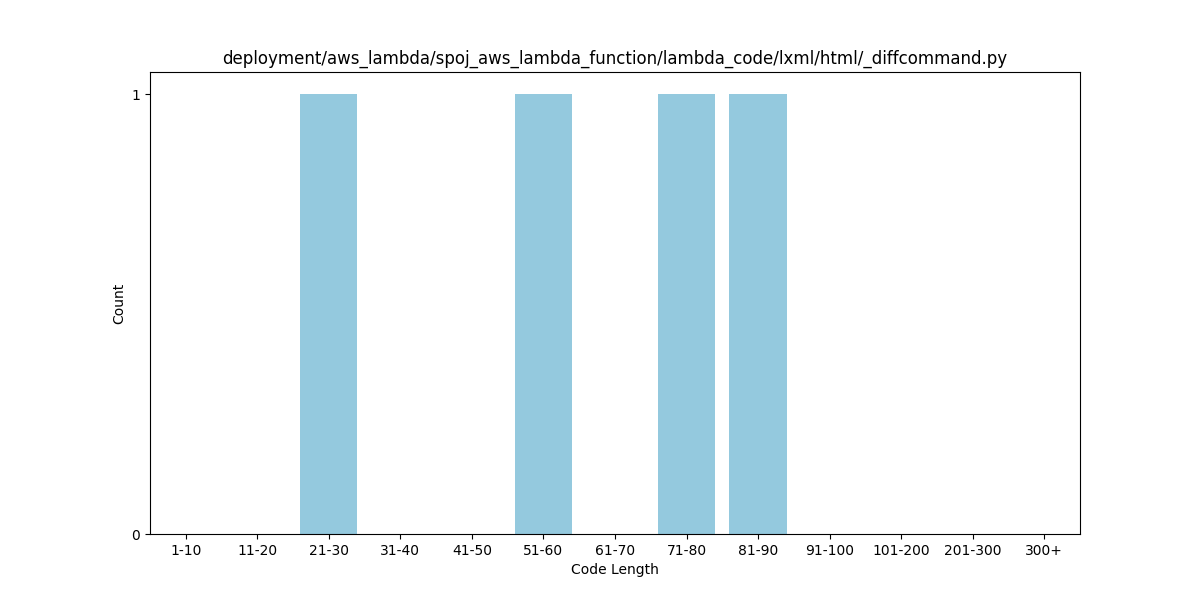 deployment/aws_lambda/spoj_aws_lambda_function/lambda_code/lxml/html/_diffcommand.py
1
Count
0
1-10 11-20 21-30 31-40 41-50 51-60 61-70 71-80 81-90 91-100 101-200 201-300 300+
Code Length